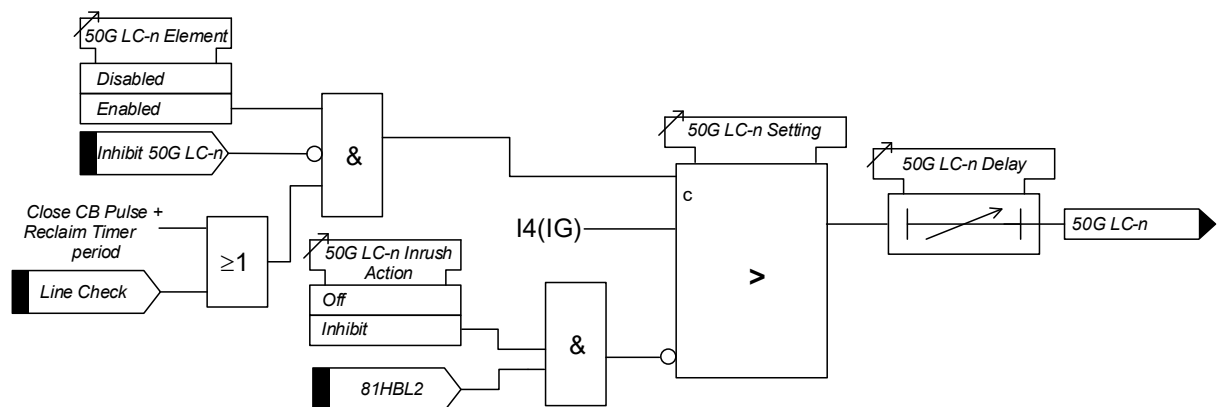 50G LC-n Element
Disabled
Enabled
Inhibit 50G LC-n
&
Close CB Pulse +
Reclaim Timer
period
Line Check
≥1
50G LC-n Inrush
Action
Off
Inhibit
81HBL2
&
50G LC-n Setting
c
I4(IG)
>
50G LC-n Delay
50G LC-n